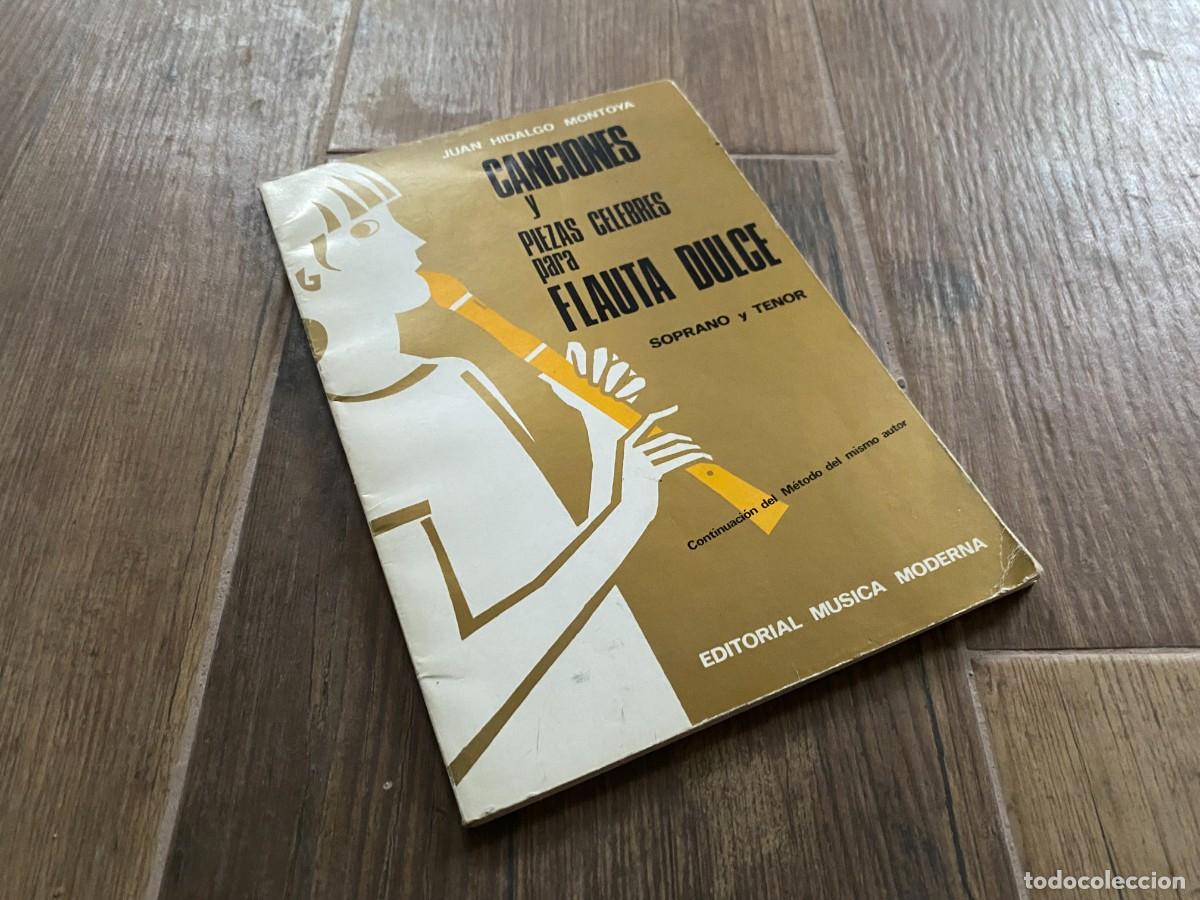 JUAN HIDALGO MONTOYA
CANCIONES
y
PIEZAS CELEBRES
para
FLAUTA DULCE
SOPRANO y TENOR
Continuación del Método del mismo autor
EDITORIAL MUSICA MODERNA
todocoleccion